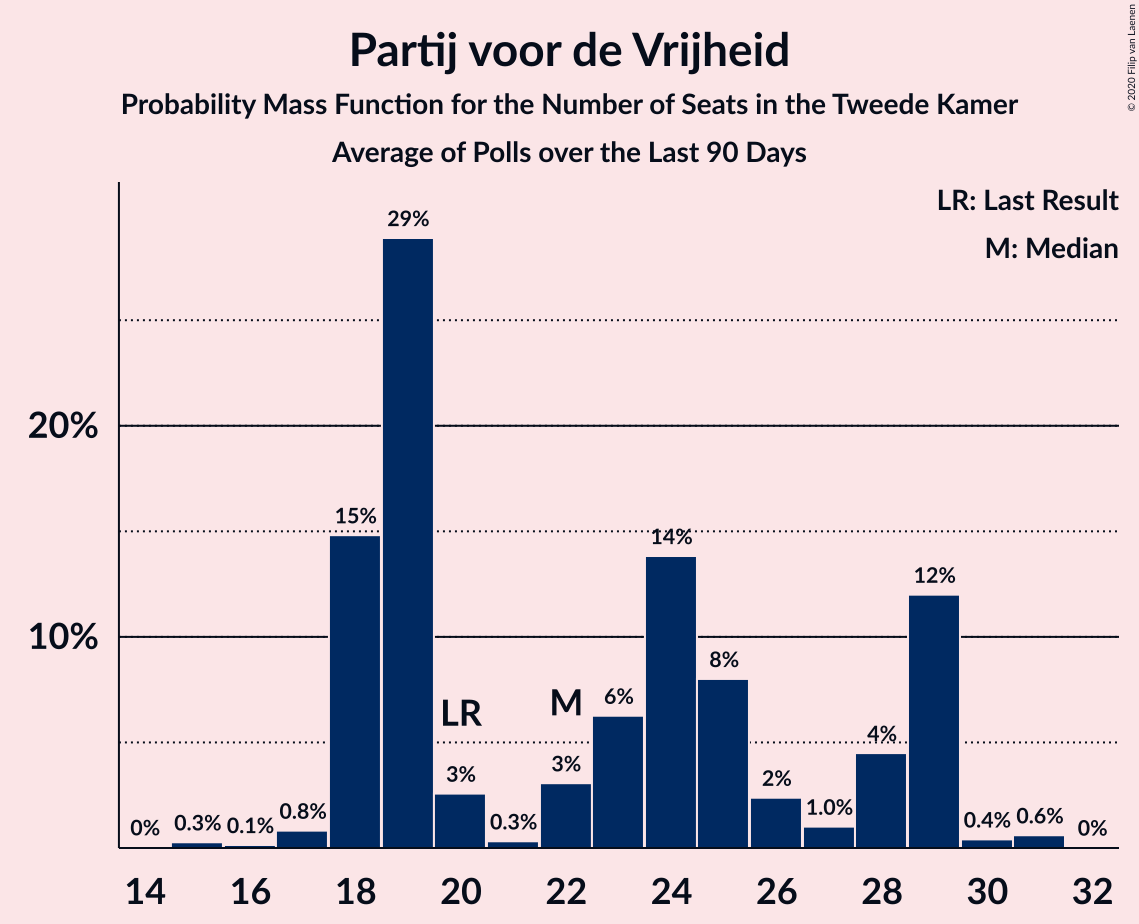 Partij voor de Vrijheid
Probability Mass Function for the Number of Seats in the Tweede Kamer
Average of Polls over the Last 90 Days
© 2020 Filip van Laenen
LR: Last Result
M: Median
20%
10%
0%
0.3%
0.1%
0.8%
15%
29%
LR
3%
0.3%
M
3%
6%
14%
8%
2%
1.0%
4%
12%
0.4%
0.6%
0%
14 16 18 20 22 24 26 28 30 32